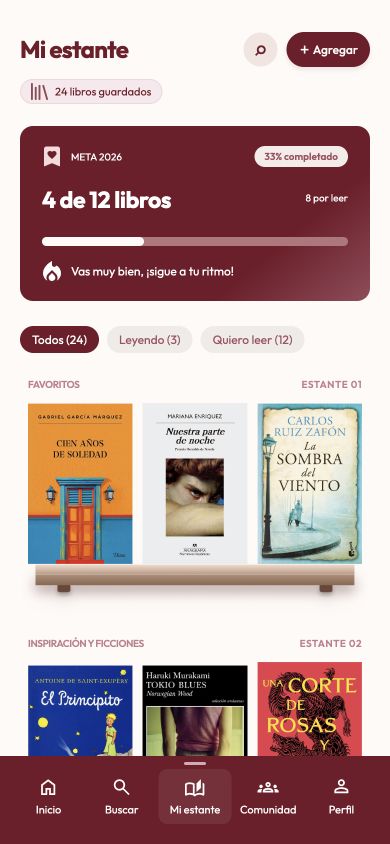 Mi estante
+ Agregar
24 libros guardados
META 2026
33% completado
4 de 12 libros
8 por leer
Vas muy bien, ¡sigue a tu ritmo!
Todos (24)
Leyendo (3)
Quiero leer (12)
FAVORITOS
ESTANTE 01
GABRIEL GARCÍA MÁRQUEZ
CIEN AÑOS
DE SOLEDAD
MARIANA ENRIQUEZ
Nuestra parte
de noche
Premio Herralde de Novela
ANAGRAMA
Narrativas hispánicas
CARLOS
RUIZ ZAFÓN
La
SOMBRA
del
VIENTO
INSPIRACIÓN Y FICCIONES
ESTANTE 02
ANTOINE DE SAINT-EXUPÉRY
El Principito
Haruki Murakami
TOKIO BLUES
Norwegian Wood
UNA CORTE
DE
ROSAS
Y
Inicio
Buscar
Mi estante
Comunidad
Perfil